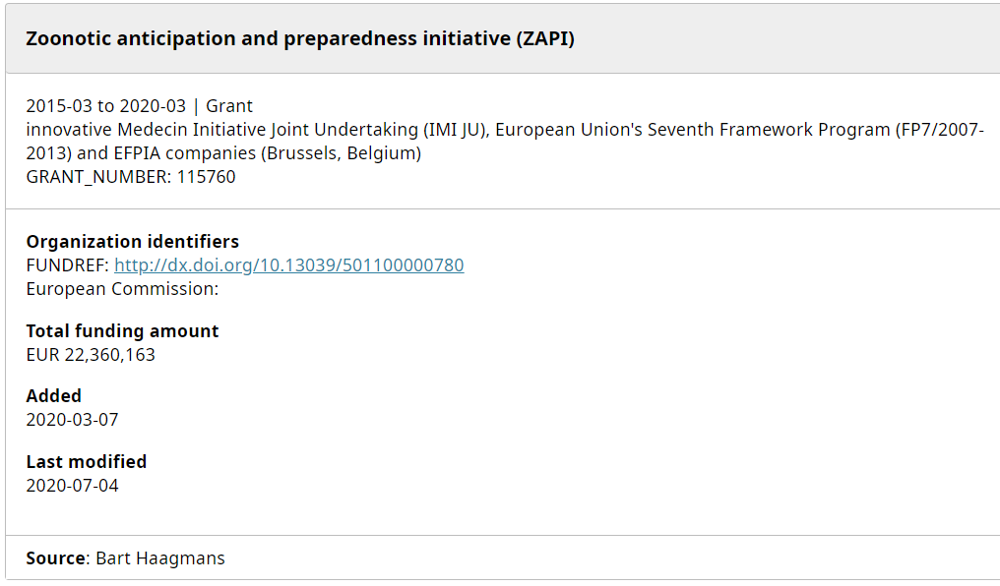 Zoonotic anticipation and preparedness initiative (ZAPI)
2015-03 to 2020-03 | Grant
innovative Medecin Initiative Joint Undertaking (IMI JU), European Union's Seventh Framework Program (FP7/2007-
2013) and EFPIA companies (Brussels, Belgium)
GRANT_NUMBER: 115760
Organization identifiers
FUNDREF: http://dx.doi.org/10.13039/501100000780
European Commission:
Total funding amount
EUR 22,360,163
Added
2020-03-07
Last modified
2020-07-04
Source: Bart Haagmans